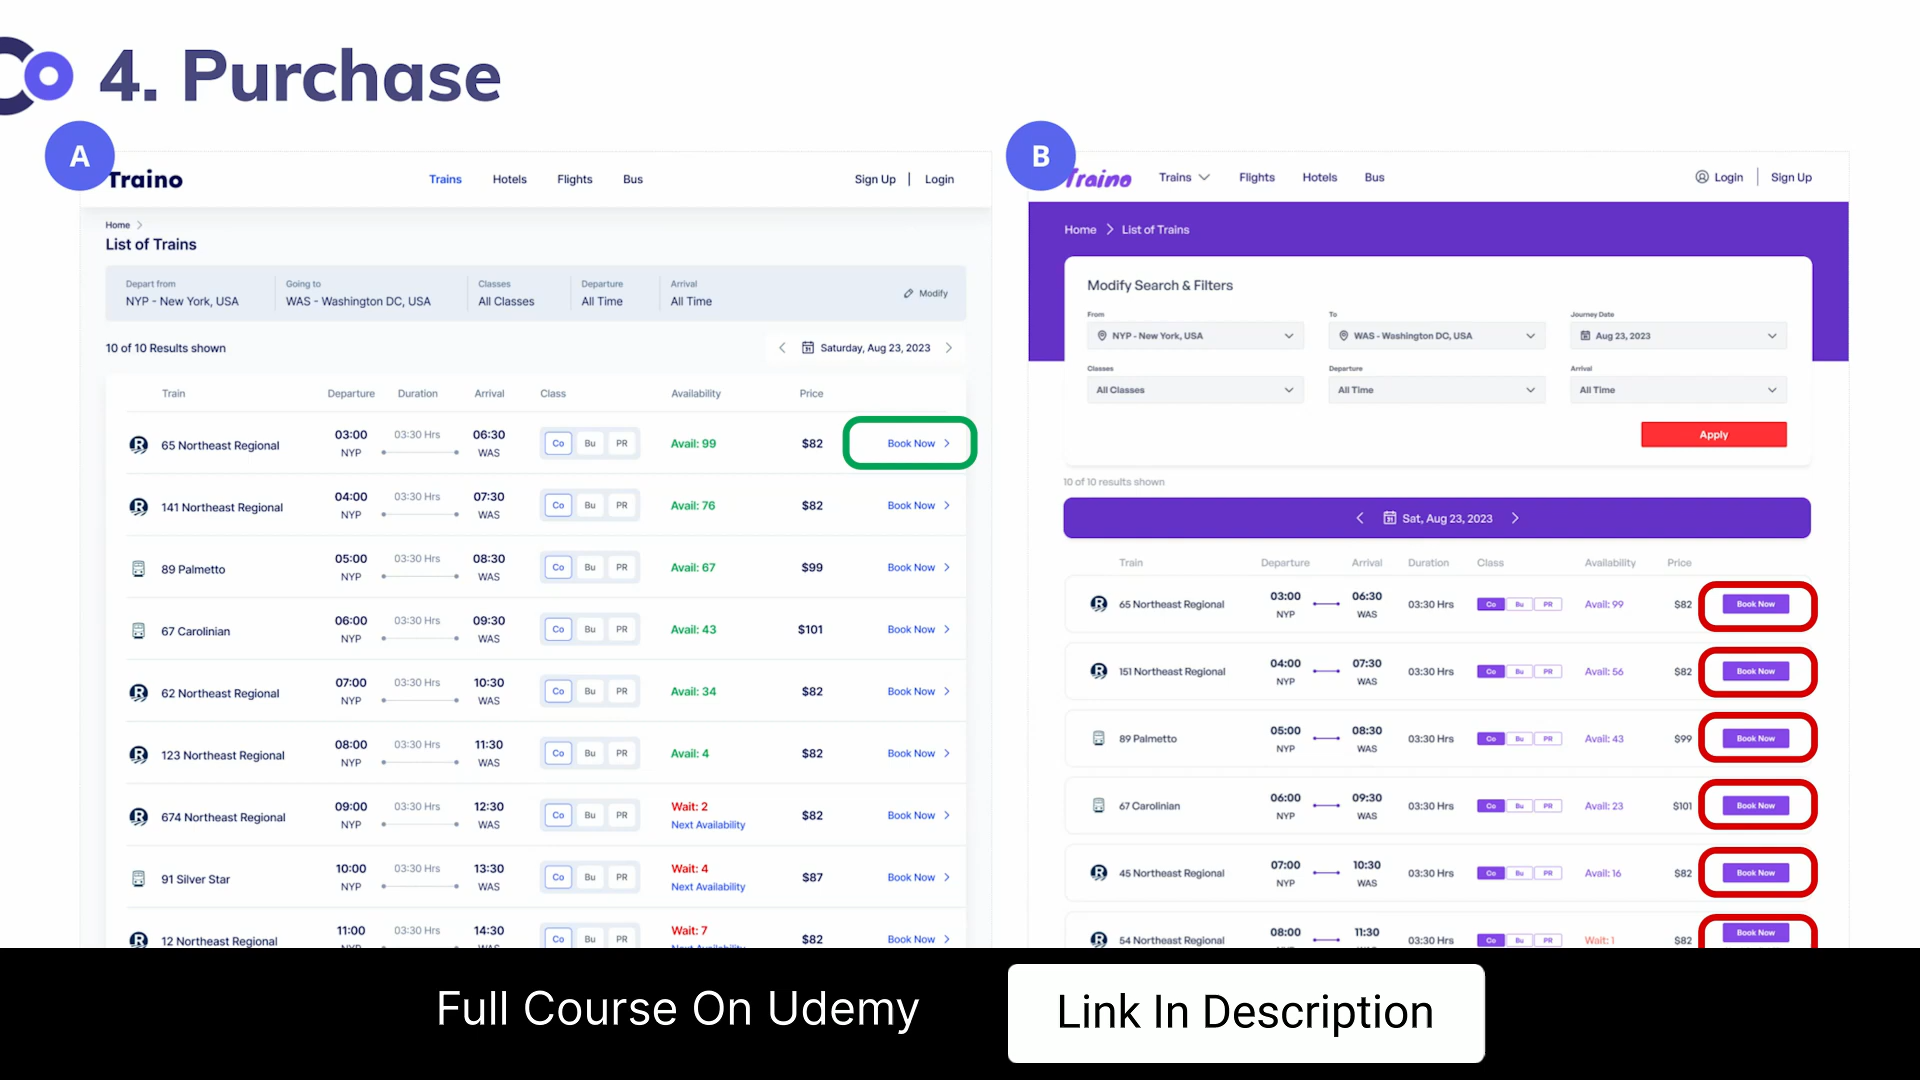 4. Purchase
A
Traino
Trains Hotels Flights Bus
Sign Up | Login
Home >
List of Trains
Depart from Going to Classes Departure Arrival
NYP - New York, USA WAS - Washington DC, USA All Classes All Time All Time Modify
10 of 10 Results shown
< Saturday, Aug 23, 2023 >
Train Departure Duration Arrival Class Availability Price
65 Northeast Regional 03:00 NYP 03:30 Hrs 06:30 WAS Co Bu PR Avail: 99 $82 Book Now >
141 Northeast Regional 04:00 NYP 03:30 Hrs 07:30 WAS Co Bu PR Avail: 76 $82 Book Now >
89 Palmetto 05:00 NYP 03:30 Hrs 08:30 WAS Co Bu PR Avail: 67 $99 Book Now >
67 Carolinian 06:00 NYP 03:30 Hrs 09:30 WAS Co Bu PR Avail: 43 $101 Book Now >
62 Northeast Regional 07:00 NYP 03:30 Hrs 10:30 WAS Co Bu PR Avail: 34 $82 Book Now >
123 Northeast Regional 08:00 NYP 03:30 Hrs 11:30 WAS Co Bu PR Avail: 4 $82 Book Now >
674 Northeast Regional 09:00 NYP 03:30 Hrs 12:30 WAS Co Bu PR Wait: 2 Next Availability $82 Book Now >
91 Silver Star 10:00 NYP 03:30 Hrs 13:30 WAS Co Bu PR Wait: 4 Next Availability $87 Book Now >
12 Northeast Regional 11:00 03:30 Hrs 14:30 Co Bu PR Wait: 7 $82 Book Now >
B
Traino
Trains Flights Hotels Bus
Login | Sign Up
Home > List of Trains
Modify Search & Filters
From To Journey Date
NYP - New York, USA WAS - Washington DC, USA Aug 23, 2023
Classes Departure Arrival
All Classes All Time All Time
Apply
10 of 10 results shown
< Sat, Aug 23, 2023 >
Train Departure Arrival Duration Class Availability Price
65 Northeast Regional 03:00 NYP 06:30 WAS 03:30 Hrs Co Bu PR Avail: 99 $82 Book Now
151 Northeast Regional 04:00 NYP 07:30 WAS 03:30 Hrs Co Bu PR Avail: 56 $82 Book Now
89 Palmetto 05:00 NYP 08:30 WAS 03:30 Hrs Co Bu PR Avail: 43 $99 Book Now
67 Carolinian 06:00 NYP 09:30 WAS 03:30 Hrs Co Bu PR Avail: 23 $101 Book Now
45 Northeast Regional 07:00 NYP 10:30 WAS 03:30 Hrs Co Bu PR Avail: 16 $82 Book Now
54 Northeast Regional 08:00 11:30 03:30 Hrs Co Bu PR Wait: 1 $82 Book Now
Full Course On Udemy
Link In Description